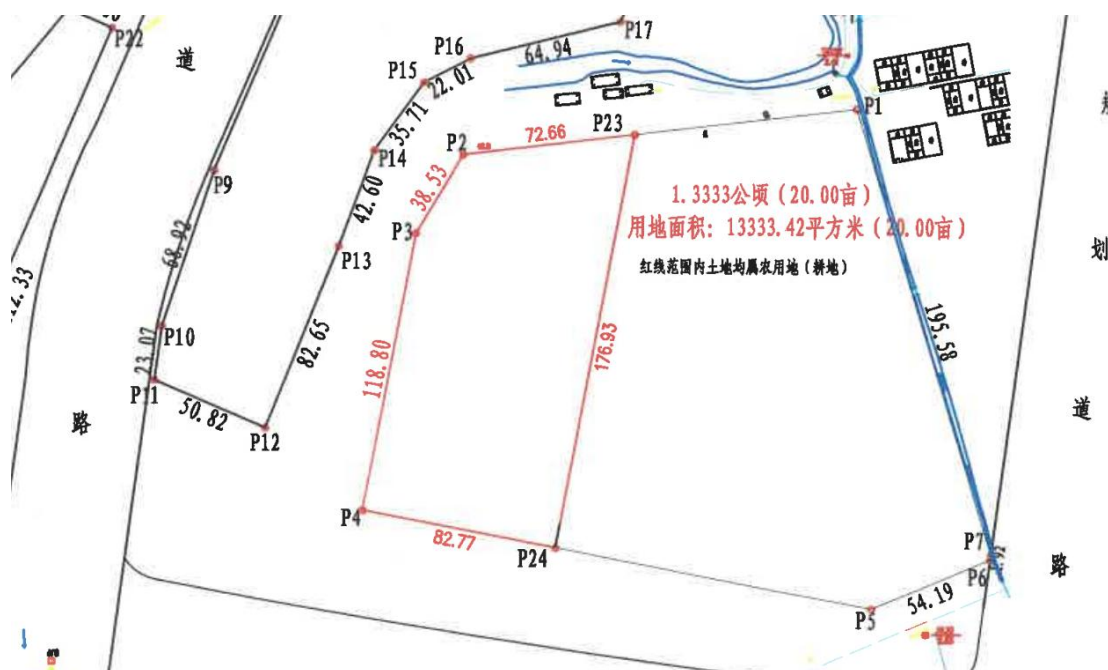 P22
道
P17
P16
64.94
P15
22.01
35.71
P14
P1
P23
72.66
P2
38.53
P9
42.60
P3
P13
1.3333公顷（20.00亩）
用地面积：13333.42平方米（20.00亩）
红线范围内土地均属农用地（耕地）
划
68.92
82.65
118.80
176.93
195.58
P10
23.07
P11
50.82
P12
路
道
P4
82.77
P24
P7
P6
路
54.19
P5